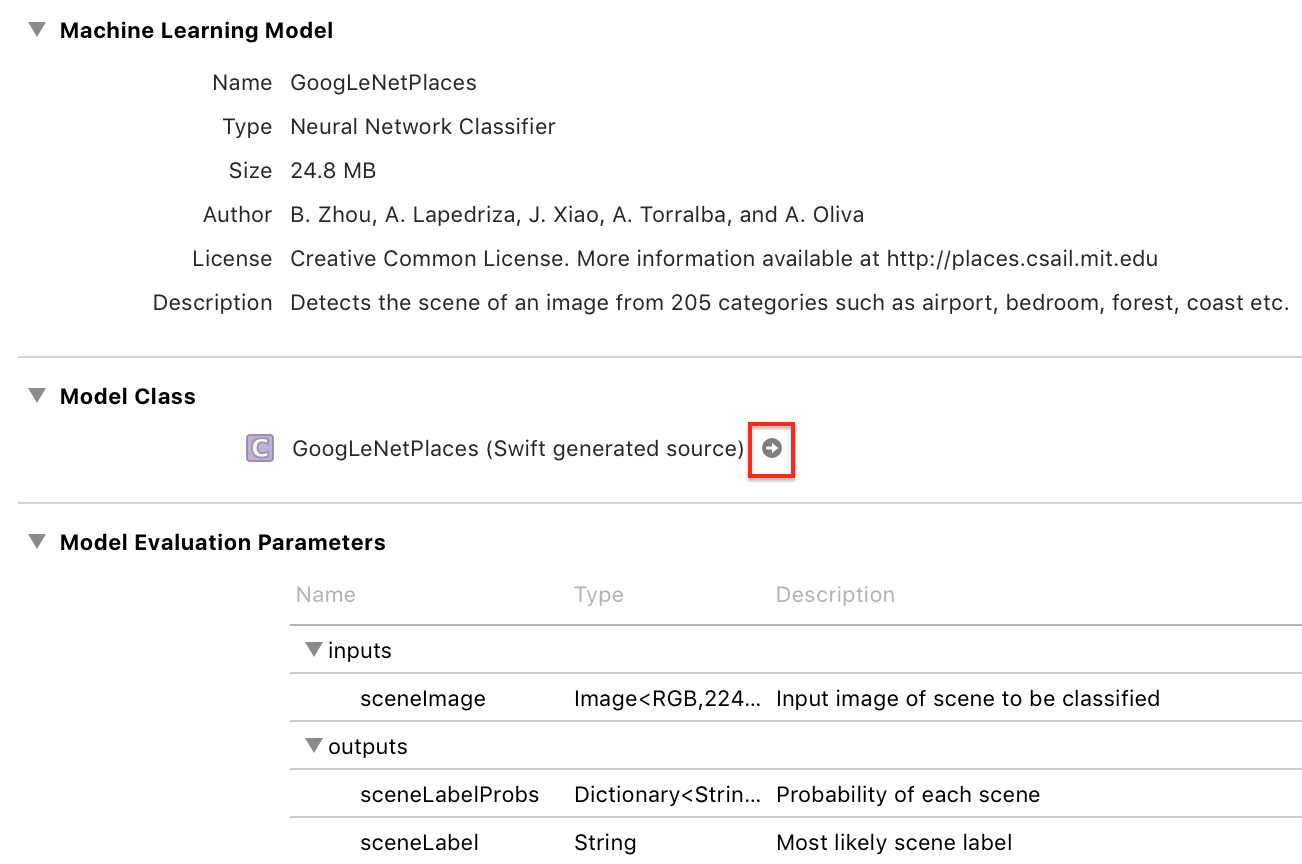 Machine Learning Model
Name GoogLeNetPlaces
Type Neural Network Classifier
Size 24.8 MB
Author B. Zhou, A. Lapedriza, J. Xiao, A. Torralba, and A. Oliva
License Creative Common License. More information available at http://places.csail.mit.edu
Description Detects the scene of an image from 205 categories such as airport, bedroom, forest, coast etc.
Model Class
C GoogLeNetPlaces (Swift generated source)
Model Evaluation Parameters
Name Type Description
inputs
sceneImage Image<RGB,224... Input image of scene to be classified
outputs
sceneLabelProbs Dictionary<Strin... Probability of each scene
sceneLabel String Most likely scene label